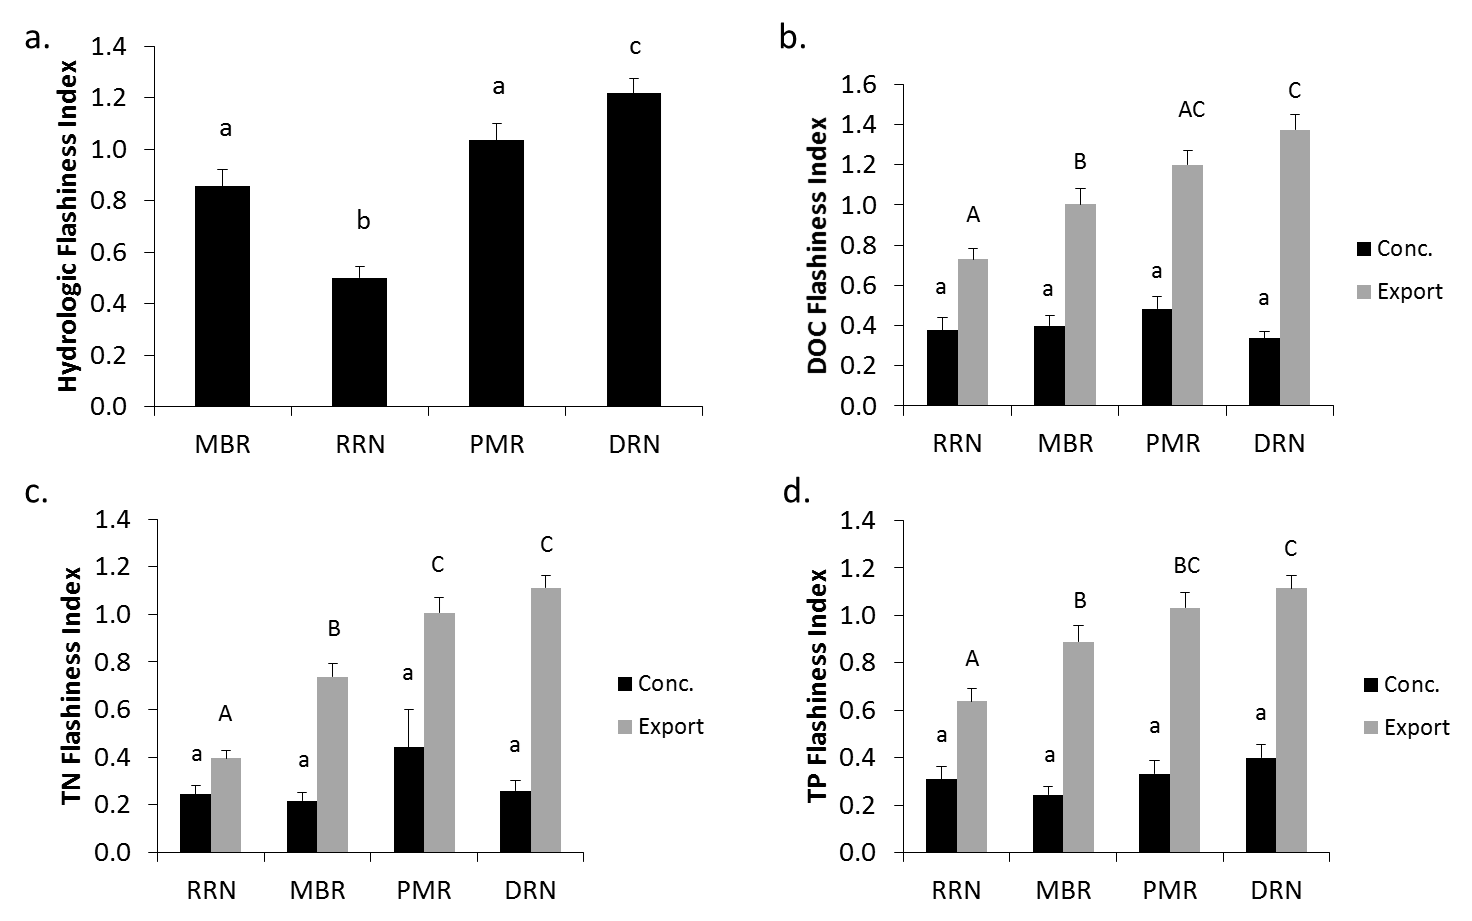 a.
Hydrologic Flashiness Index
1.4
1.2
1.0
0.8
0.6
0.4
0.2
0.0
a
b
a
c
MBR RRN PMR DRN
b.
DOC Flashiness Index
1.6
1.4
1.2
1.0
0.8
0.6
0.4
0.2
0.0
a A
a B
a AC
a C
RRN MBR PMR DRN
Conc.
Export
c.
TN Flashiness Index
1.4
1.2
1.0
0.8
0.6
0.4
0.2
0.0
a A
a B
a C
a C
RRN MBR PMR DRN
Conc.
Export
d.
TP Flashiness Index
1.4
1.2
1.0
0.8
0.6
0.4
0.2
0.0
a A
a B
a BC
a C
RRN MBR PMR DRN
Conc.
Export